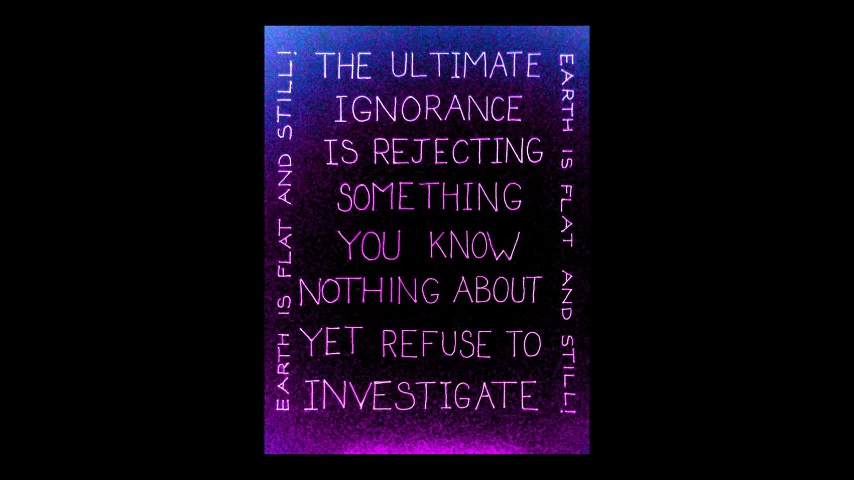 EARTH IS FLAT AND STILL!
THE ULTIMATE
IGNORANCE
IS REJECTING
SOMETHING
YOU KNOW
NOTHING ABOUT
YET REFUSE TO
INVESTIGATE
EARTH IS FLAT AND STILL!